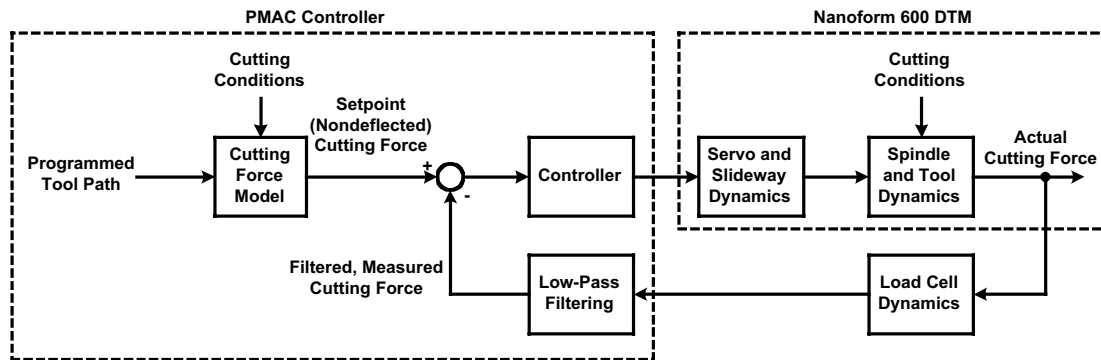 PMAC Controller
Nanoform 600 DTM
Cutting
Conditions
Setpoint
(Nondeflected)
Cutting Force
Cutting
Conditions
Actual
Cutting Force
Programmed
Tool Path
Cutting
Force
Model
+
-
Controller
Servo and
Slideway
Dynamics
Spindle
and Tool
Dynamics
Filtered, Measured
Cutting Force
Low-Pass
Filtering
Load Cell
Dynamics